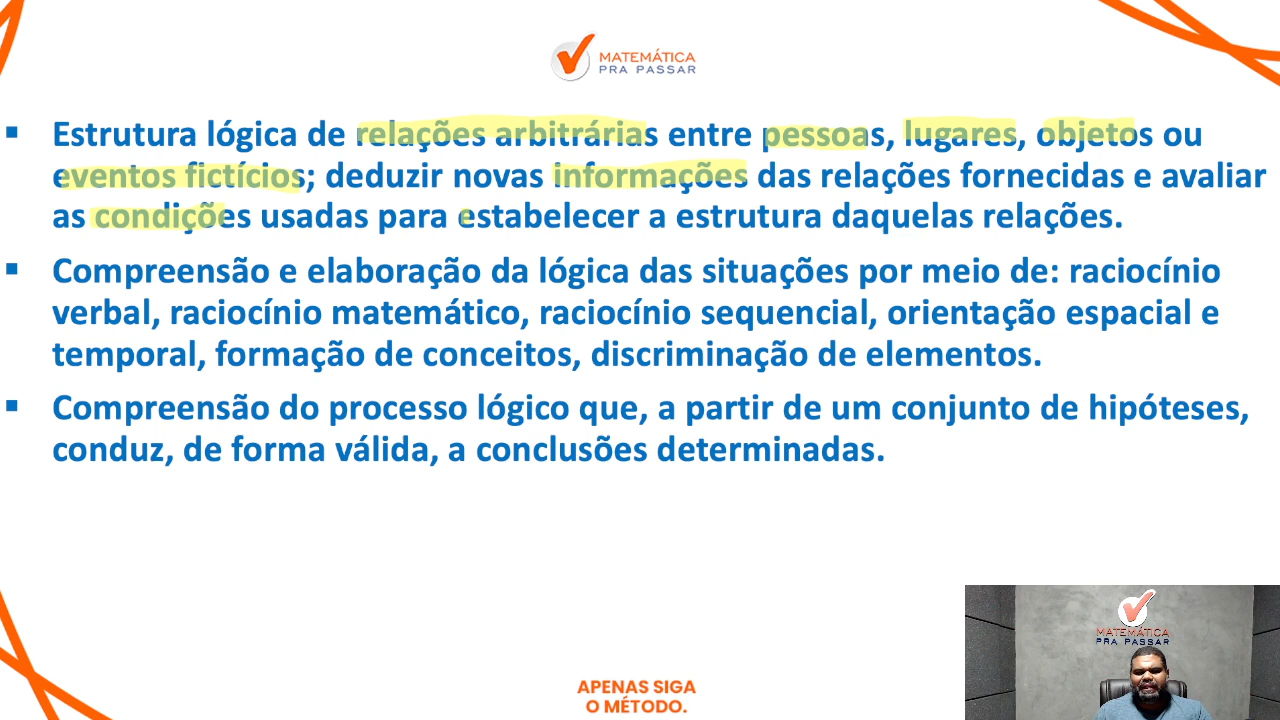 MATEMÁTICA
PRA PASSAR
▪ Estrutura lógica de relações arbitrárias entre pessoas, lugares, objetos ou
eventos fictícios; deduzir novas informações das relações fornecidas e avaliar
as condições usadas para estabelecer a estrutura daquelas relações.
▪ Compreensão e elaboração da lógica das situações por meio de: raciocínio
verbal, raciocínio matemático, raciocínio sequencial, orientação espacial e
temporal, formação de conceitos, discriminação de elementos.
▪ Compreensão do processo lógico que, a partir de um conjunto de hipóteses,
conduz, de forma válida, a conclusões determinadas.
MATEMÁTICA
PRA PASSAR
APENAS SIGA
O MÉTODO.